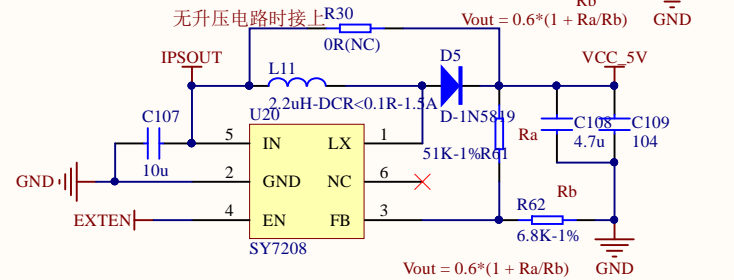 Rb
无升压电路时接上
R30
Vout = 0.6*(1 + Ra/Rb)
GND
0R(NC)
IPSOUT
D5
VCC_5V
L11
2.2uH-DCR<0.1R-1.5A
D-1N5819
C107
U20
C108
C109
5
IN
LX
1
Ra
4.7u
104
10u
51K-1%
R61
GND
2
GND
NC
6
Rb
EXTEN
4
EN
FB
3
R62
6.8K-1%
SY7208
Vout = 0.6*(1 + Ra/Rb)
GND